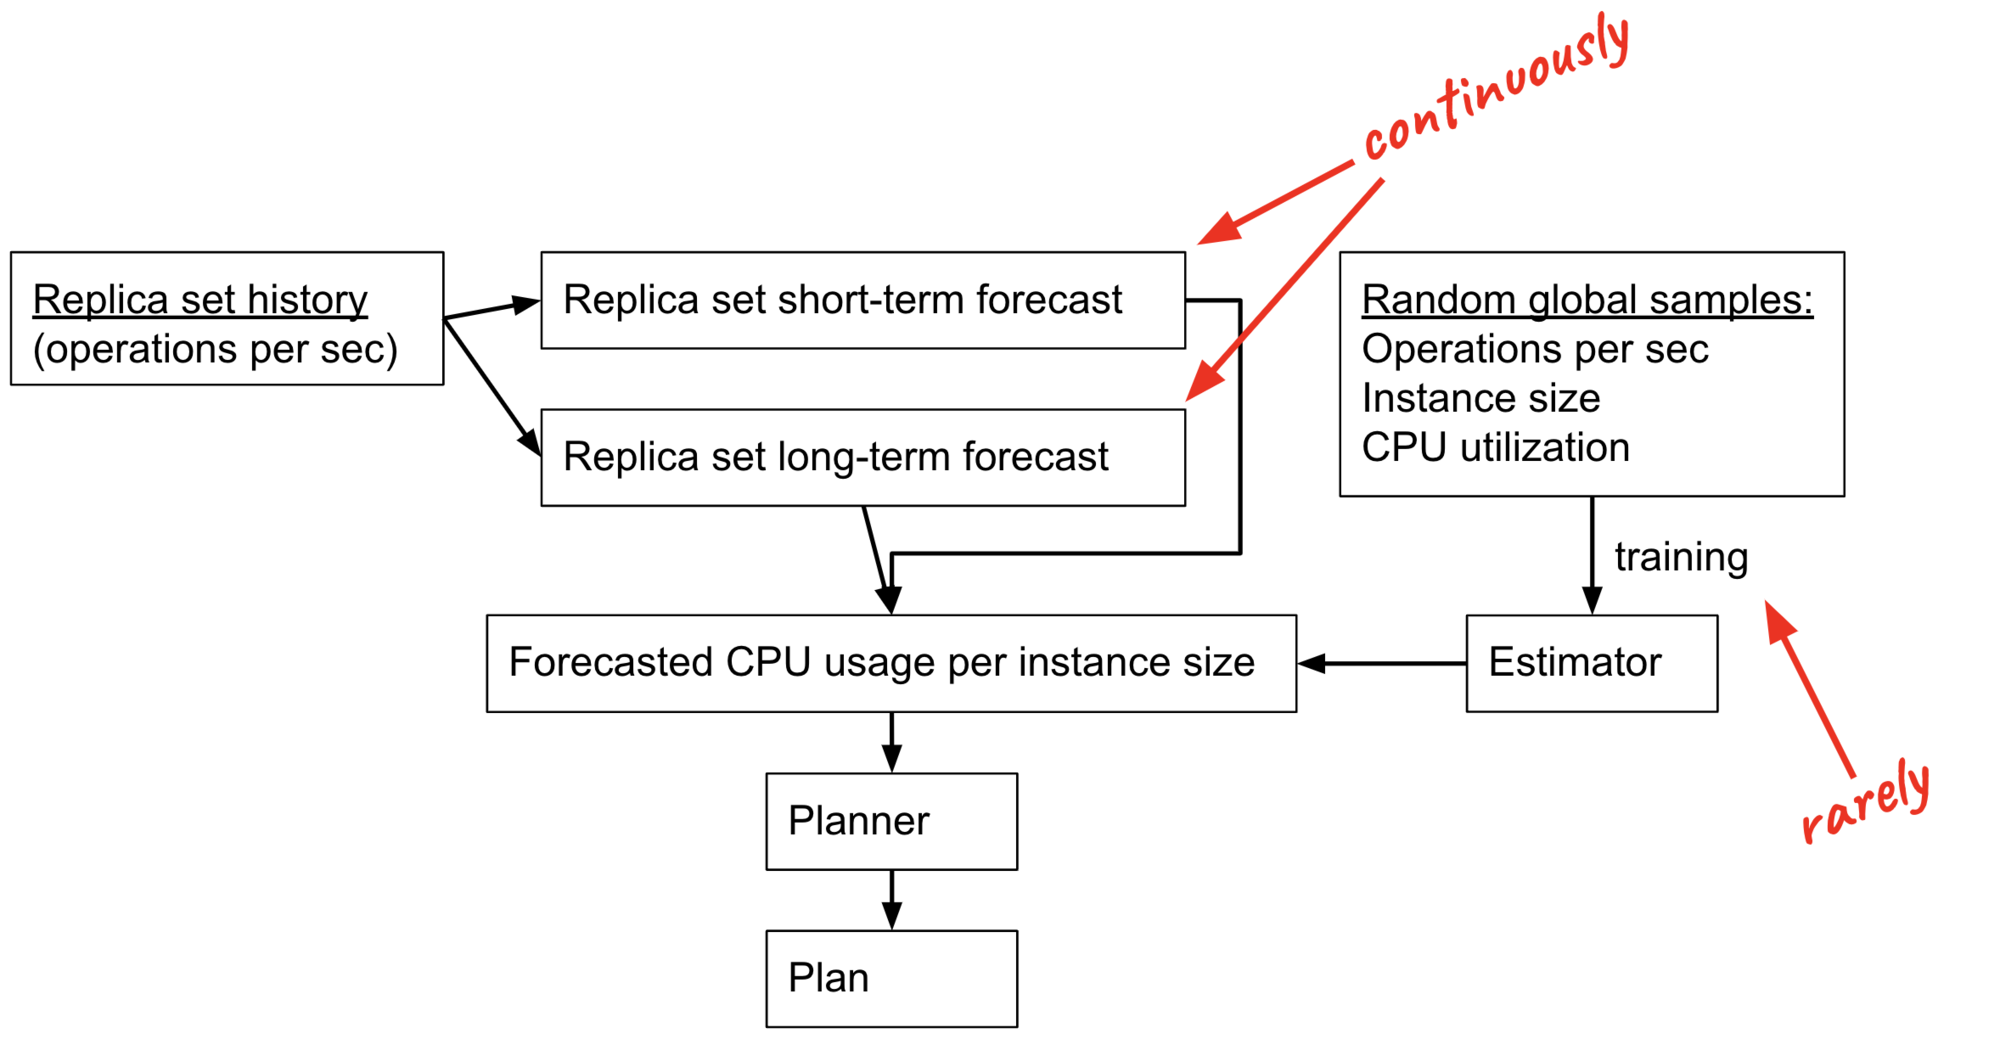 continuously
Replica set history
(operations per sec)
Replica set short-term forecast
Replica set long-term forecast
Random global samples:
Operations per sec
Instance size
CPU utilization
training
Forecasted CPU usage per instance size
Estimator
rarely
Planner
Plan